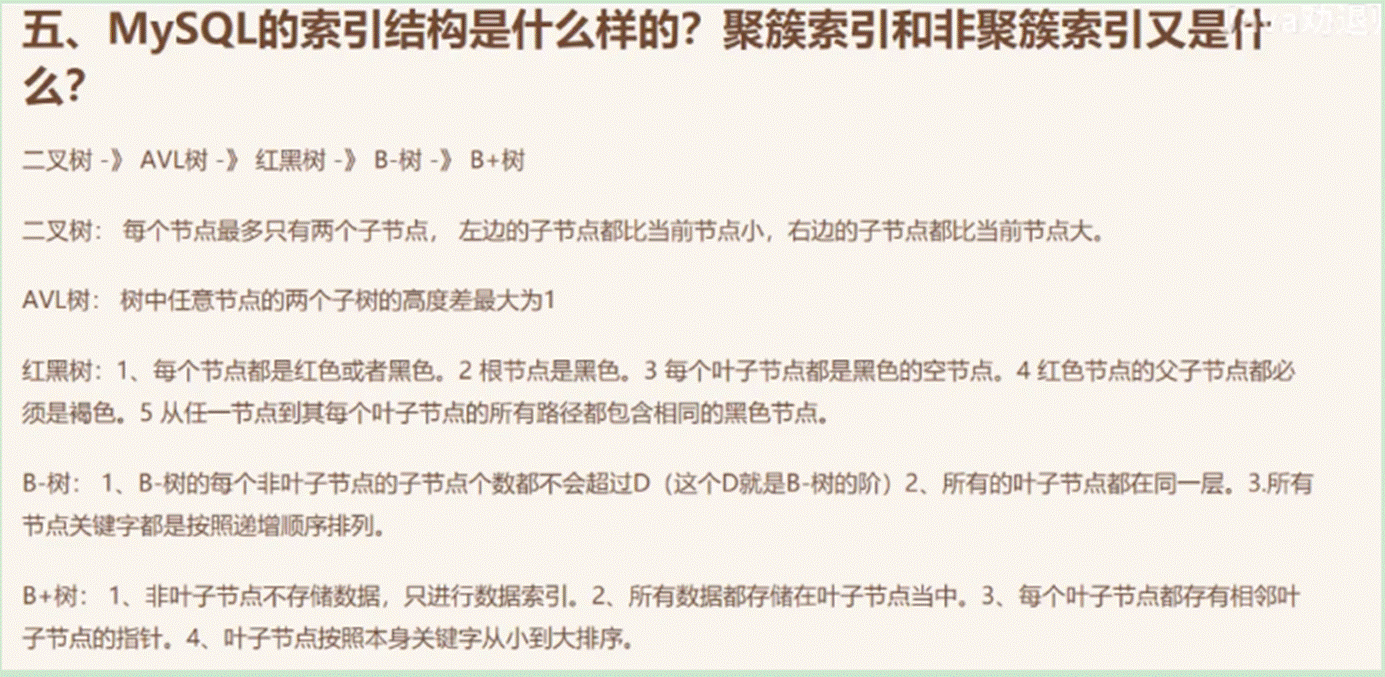 五、MySQL的索引结构是什么样的？聚簇索引和非聚簇索引又是什
么？
二叉树 -》 AVL树 -》 红黑树 -》 B-树 -》 B+树
二叉树： 每个节点最多只有两个子节点， 左边的子节点都比当前节点小，右边的子节点都比当前节点大。
AVL树： 树中任意节点的两个子树的高度差最大为1
红黑树：1、每个节点都是红色或者黑色。2 根节点是黑色。3 每个叶子节点都是黑色的空节点。4 红色节点的父子节点都必
须是褐色。5 从任一节点到其每个叶子节点的所有路径都包含相同的黑色节点。
B-树： 1、B-树的每个非叶子节点的子节点个数都不会超过D（这个D就是B-树的阶）2、所有的叶子节点都在同一层。3.所有
节点关键字都是按照递增顺序排列。
B+树： 1、非叶子节点不存储数据，只进行数据索引。2、所有数据都存储在叶子节点当中。3、每个叶子节点都存有相邻叶
子节点的指针。4、叶子节点按照本身关键字从小到大排序。